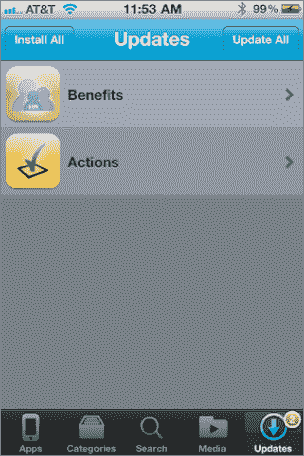 AT&T 11:53 AM 99%
Install All Updates Update All
Benefits
Actions
Apps Categories Search Media Updates